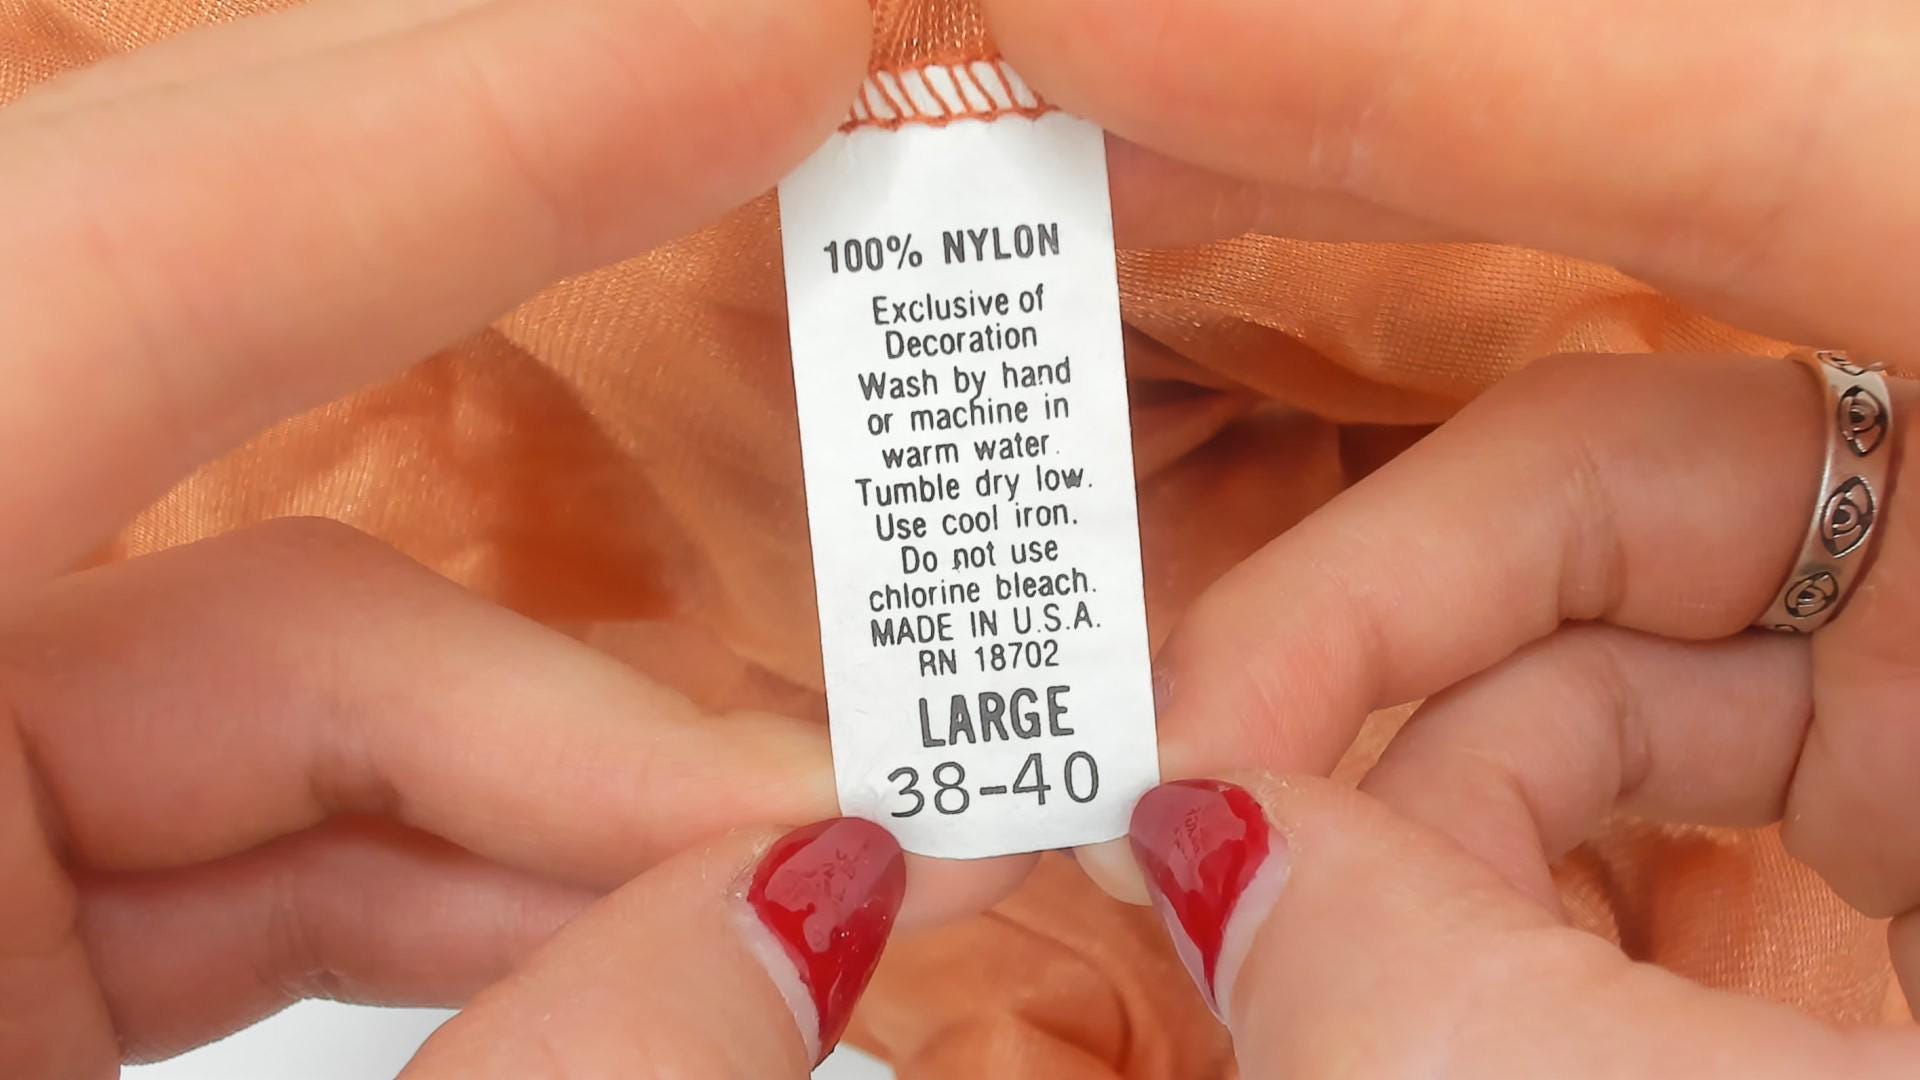 100% NYLON
Exclusive of
Decoration
Wash by hand
or machine in
warm water.
Tumble dry low.
Use cool iron.
Do not use
chlorine bleach.
MADE IN U.S.A.
RN 18702
LARGE
38-40